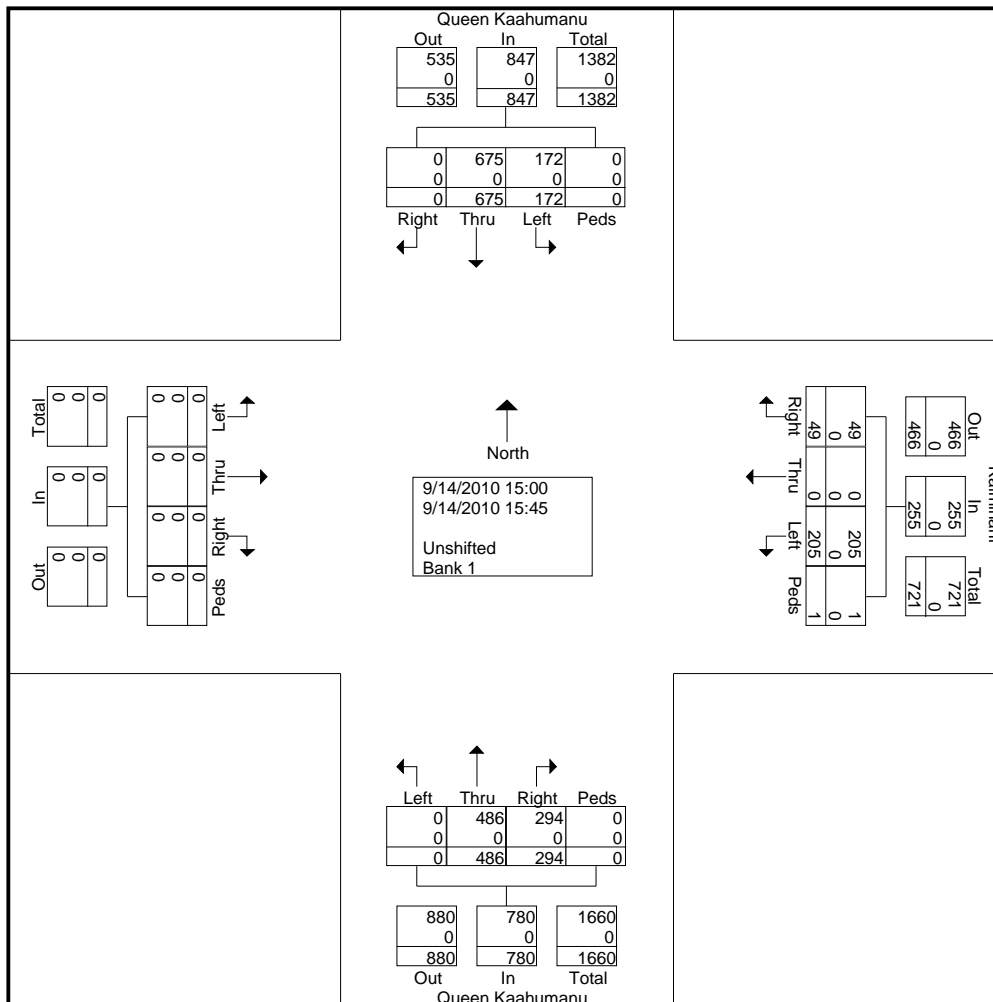 Queen Kaahumanu
Out In Total
535 847 1382
0 0 0
535 847 1382
0 675 172 0
0 0 0 0
0 675 172 0
Right Thru Left Peds
Total
0 0 0
In
0 0 0
Out
0 0 0
0 0 0
Left
0 0 0
Thru
0 0 0
Right
0 0 0
Peds
North
9/14/2010 15:00
9/14/2010 15:45
Unshifted
Bank 1
Right
49 0 49
Thru
0 0 0
Left
205 0 205
Peds
1 0 1
Out
466 0 466
In
255 0 255
Total
721 0 721
Left Thru Right Peds
0 486 294 0
0 0 0 0
0 486 294 0
880 780 1660
0 0 0
880 780 1660
Out In Total
Queen Kaahumanu